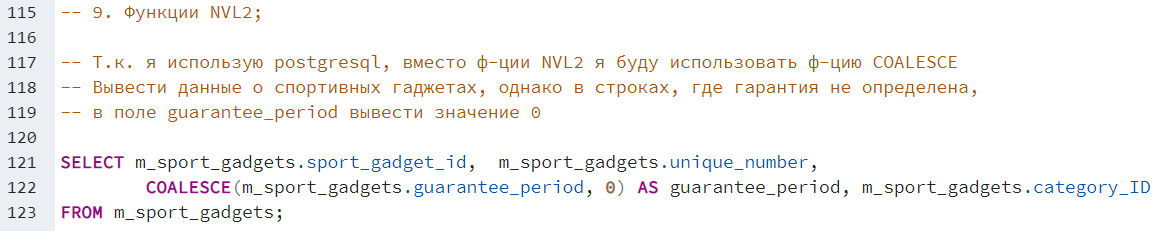 115 -- 9. Функции NVL2;
116
117 -- Т.к. я использую postgresql, вместо ф-ции NVL2 я буду использовать ф-цию COALESCE
118 -- Вывести данные о спортивных гаджетах, однако в строках, где гарантия не определена,
119 -- в поле guarantee_period вывести значение 0
120
121 SELECT m_sport_gadgets.sport_gadget_id,  m_sport_gadgets.unique_number,
122         COALESCE(m_sport_gadgets.guarantee_period, 0) AS guarantee_period, m_sport_gadgets.category_ID
123 FROM m_sport_gadgets;